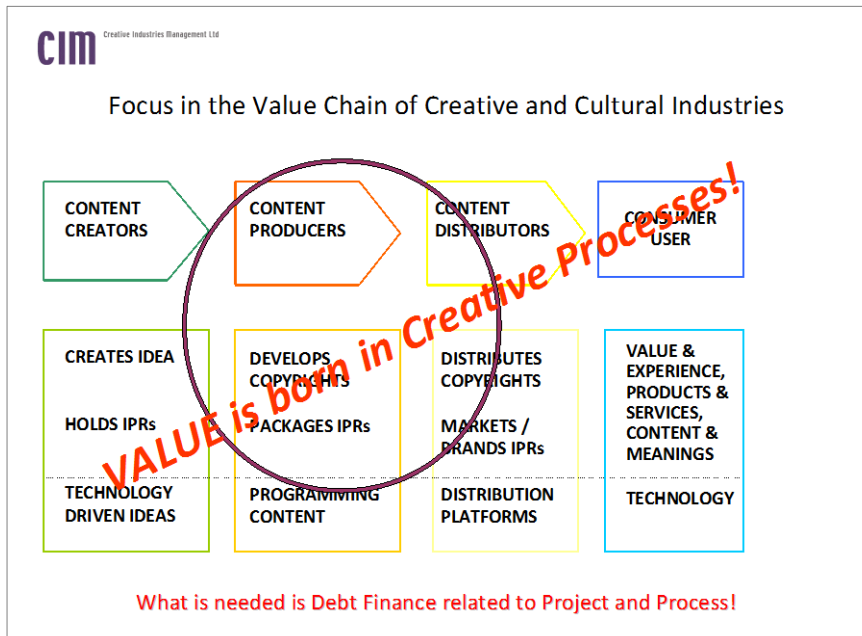 CIM
Creative Industries Management Ltd
Focus in the Value Chain of Creative and Cultural Industries
CONTENT
CREATORS
CONTENT
PRODUCERS
CONTENT
DISTRIBUTORS
CONSUMER
USER
VALUE is born in Creative Processes!
CREATES IDEA
HOLDS IPRs
TECHNOLOGY
DRIVEN IDEAS
DEVELOPS
COPYRIGHTS
PACKAGES IPRs
PROGRAMMING
CONTENT
DISTRIBUTES
COPYRIGHTS
MARKETS /
BRANDS IPRs
DISTRIBUTION
PLATFORMS
VALUE &
EXPERIENCE,
PRODUCTS &
SERVICES,
CONTENT &
MEANINGS
TECHNOLOGY
What is needed is Debt Finance related to Project and Process!